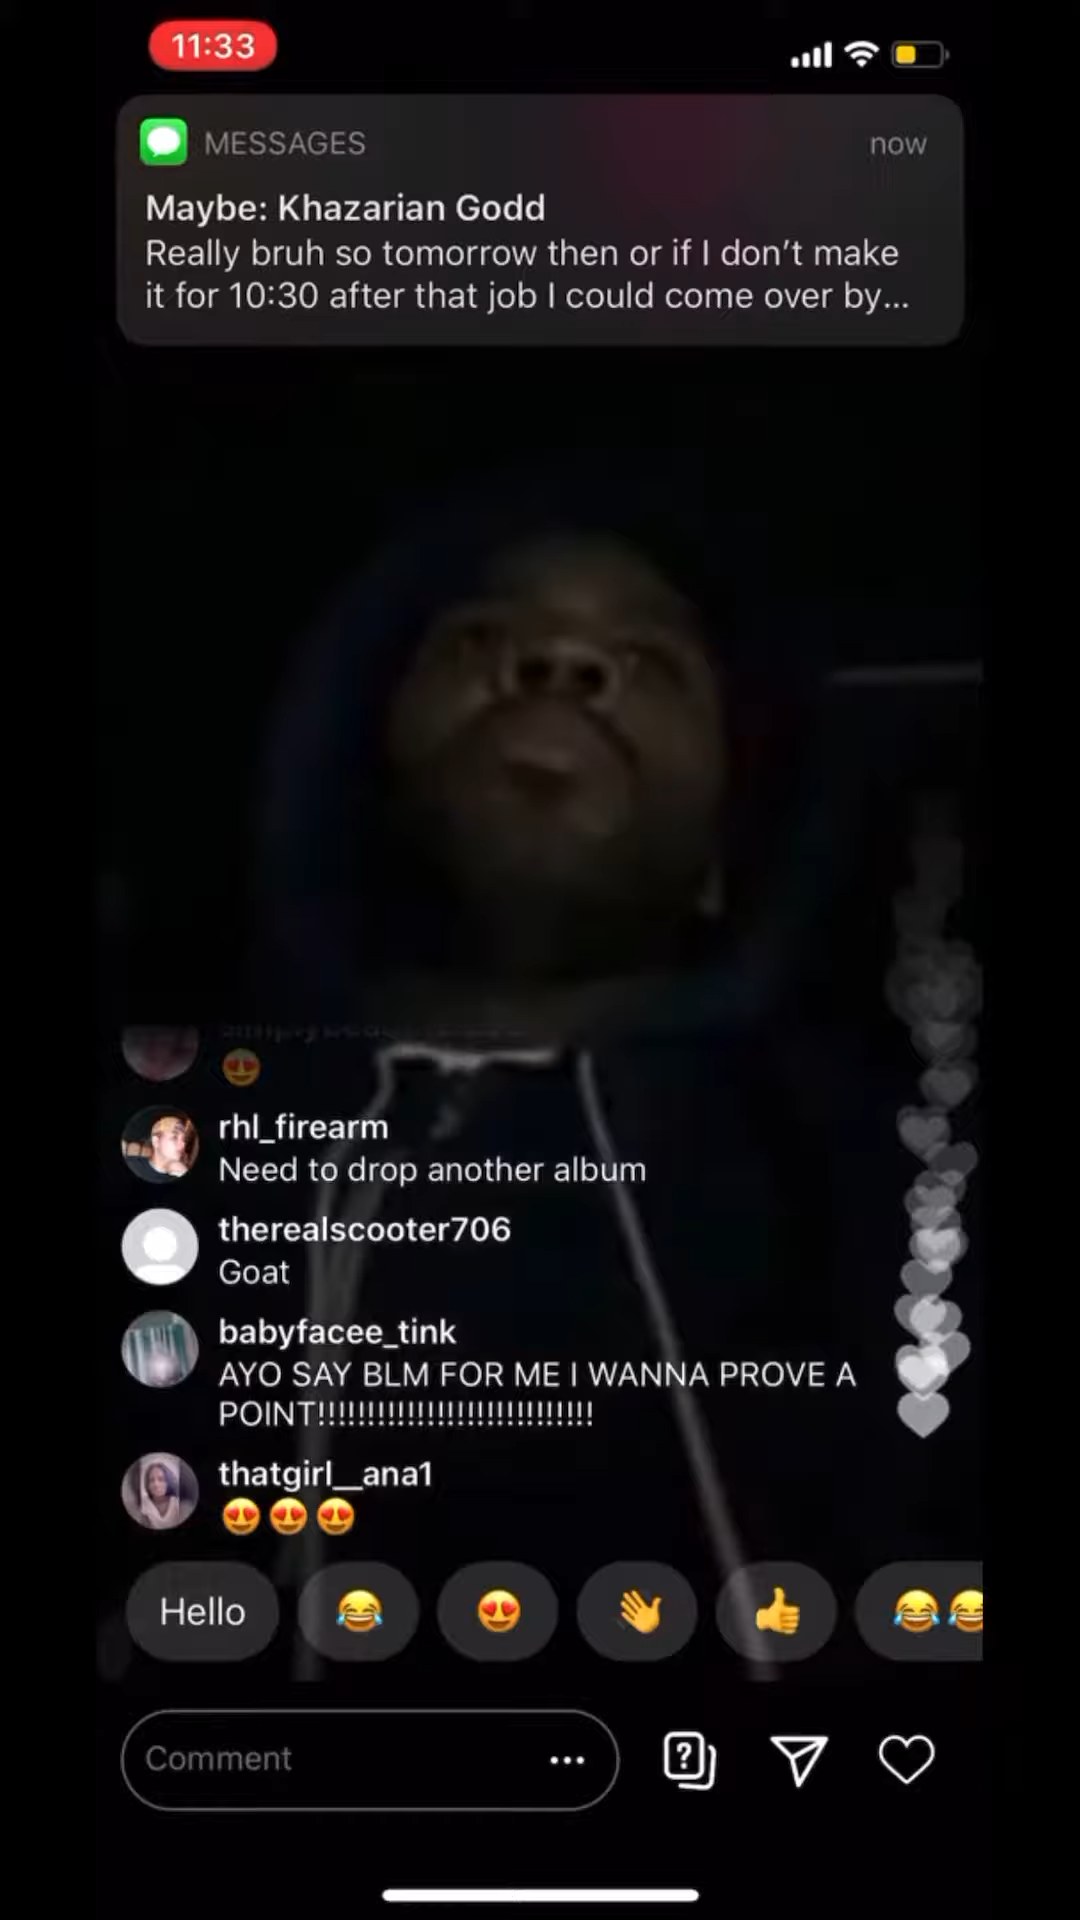 11:33
MESSAGES
now
Maybe: Khazarian Godd
Really bruh so tomorrow then or if I don't make
it for 10:30 after that job I could come over by...
😍
rhl_firearm
Need to drop another album
therealscooter706
Goat
babyfacee_tink
AYO SAY BLM FOR ME I WANNA PROVE A
POINT!!!!!!!!!!!!!!!!!!!!!!!!!!!!
thatgirl__ana1
😍😍😍
Hello 😂 😍 👋 👍 😂😂
Comment